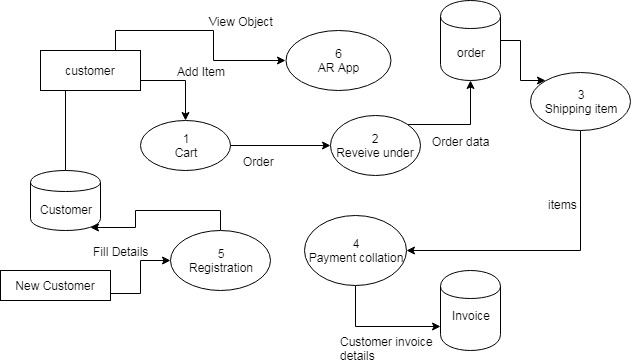 View Object
6
AR App
order
customer
Add Item
3
Shipping item
1
Cart
2
Reveive under
Order data
Order
items
Customer
4
Payment collation
Fill Details
5
Registration
New Customer
Invoice
Customer invoice
details